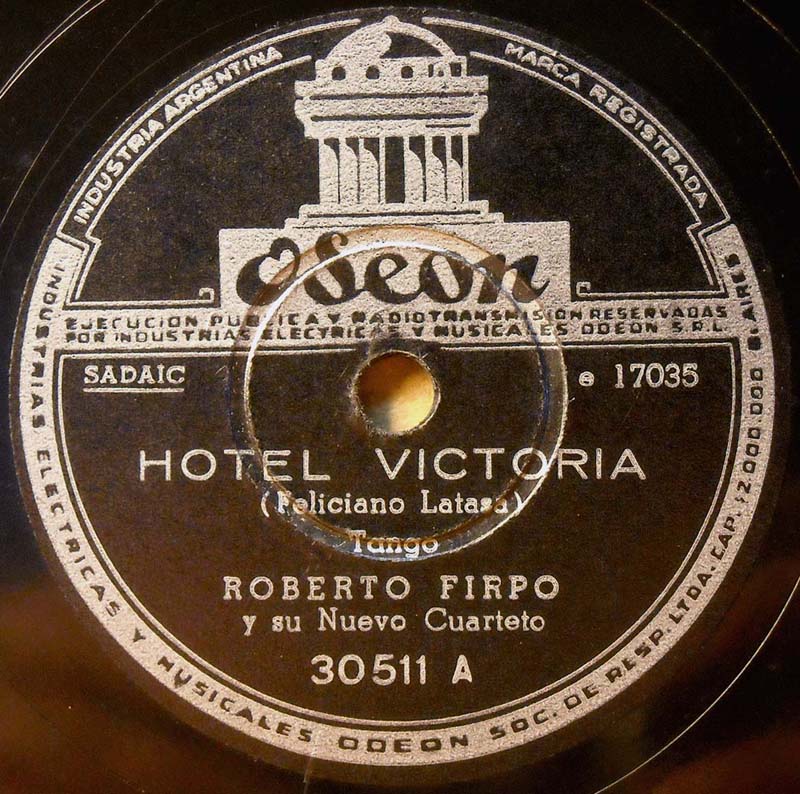 INDUSTRIA ARGENTINA
MARCA REGISTRADA
Odeon
EJECUCION PUBLICA Y RADIOTRANSMISION RESERVADAS
POR INDUSTRIAS ELECTRICAS Y MUSICALES ODEON S.R.L.
SADAIC
e 17035
HOTEL VICTORIA
(Feliciano Latasa)
Tango
ROBERTO FIRPO
y su Nuevo Cuarteto
30511 A
INDUSTRIAS ELECTRICAS Y MUSICALES ODEON SOC. DE RESP. LTDA-CAP. $2.000.000 B. AIRES